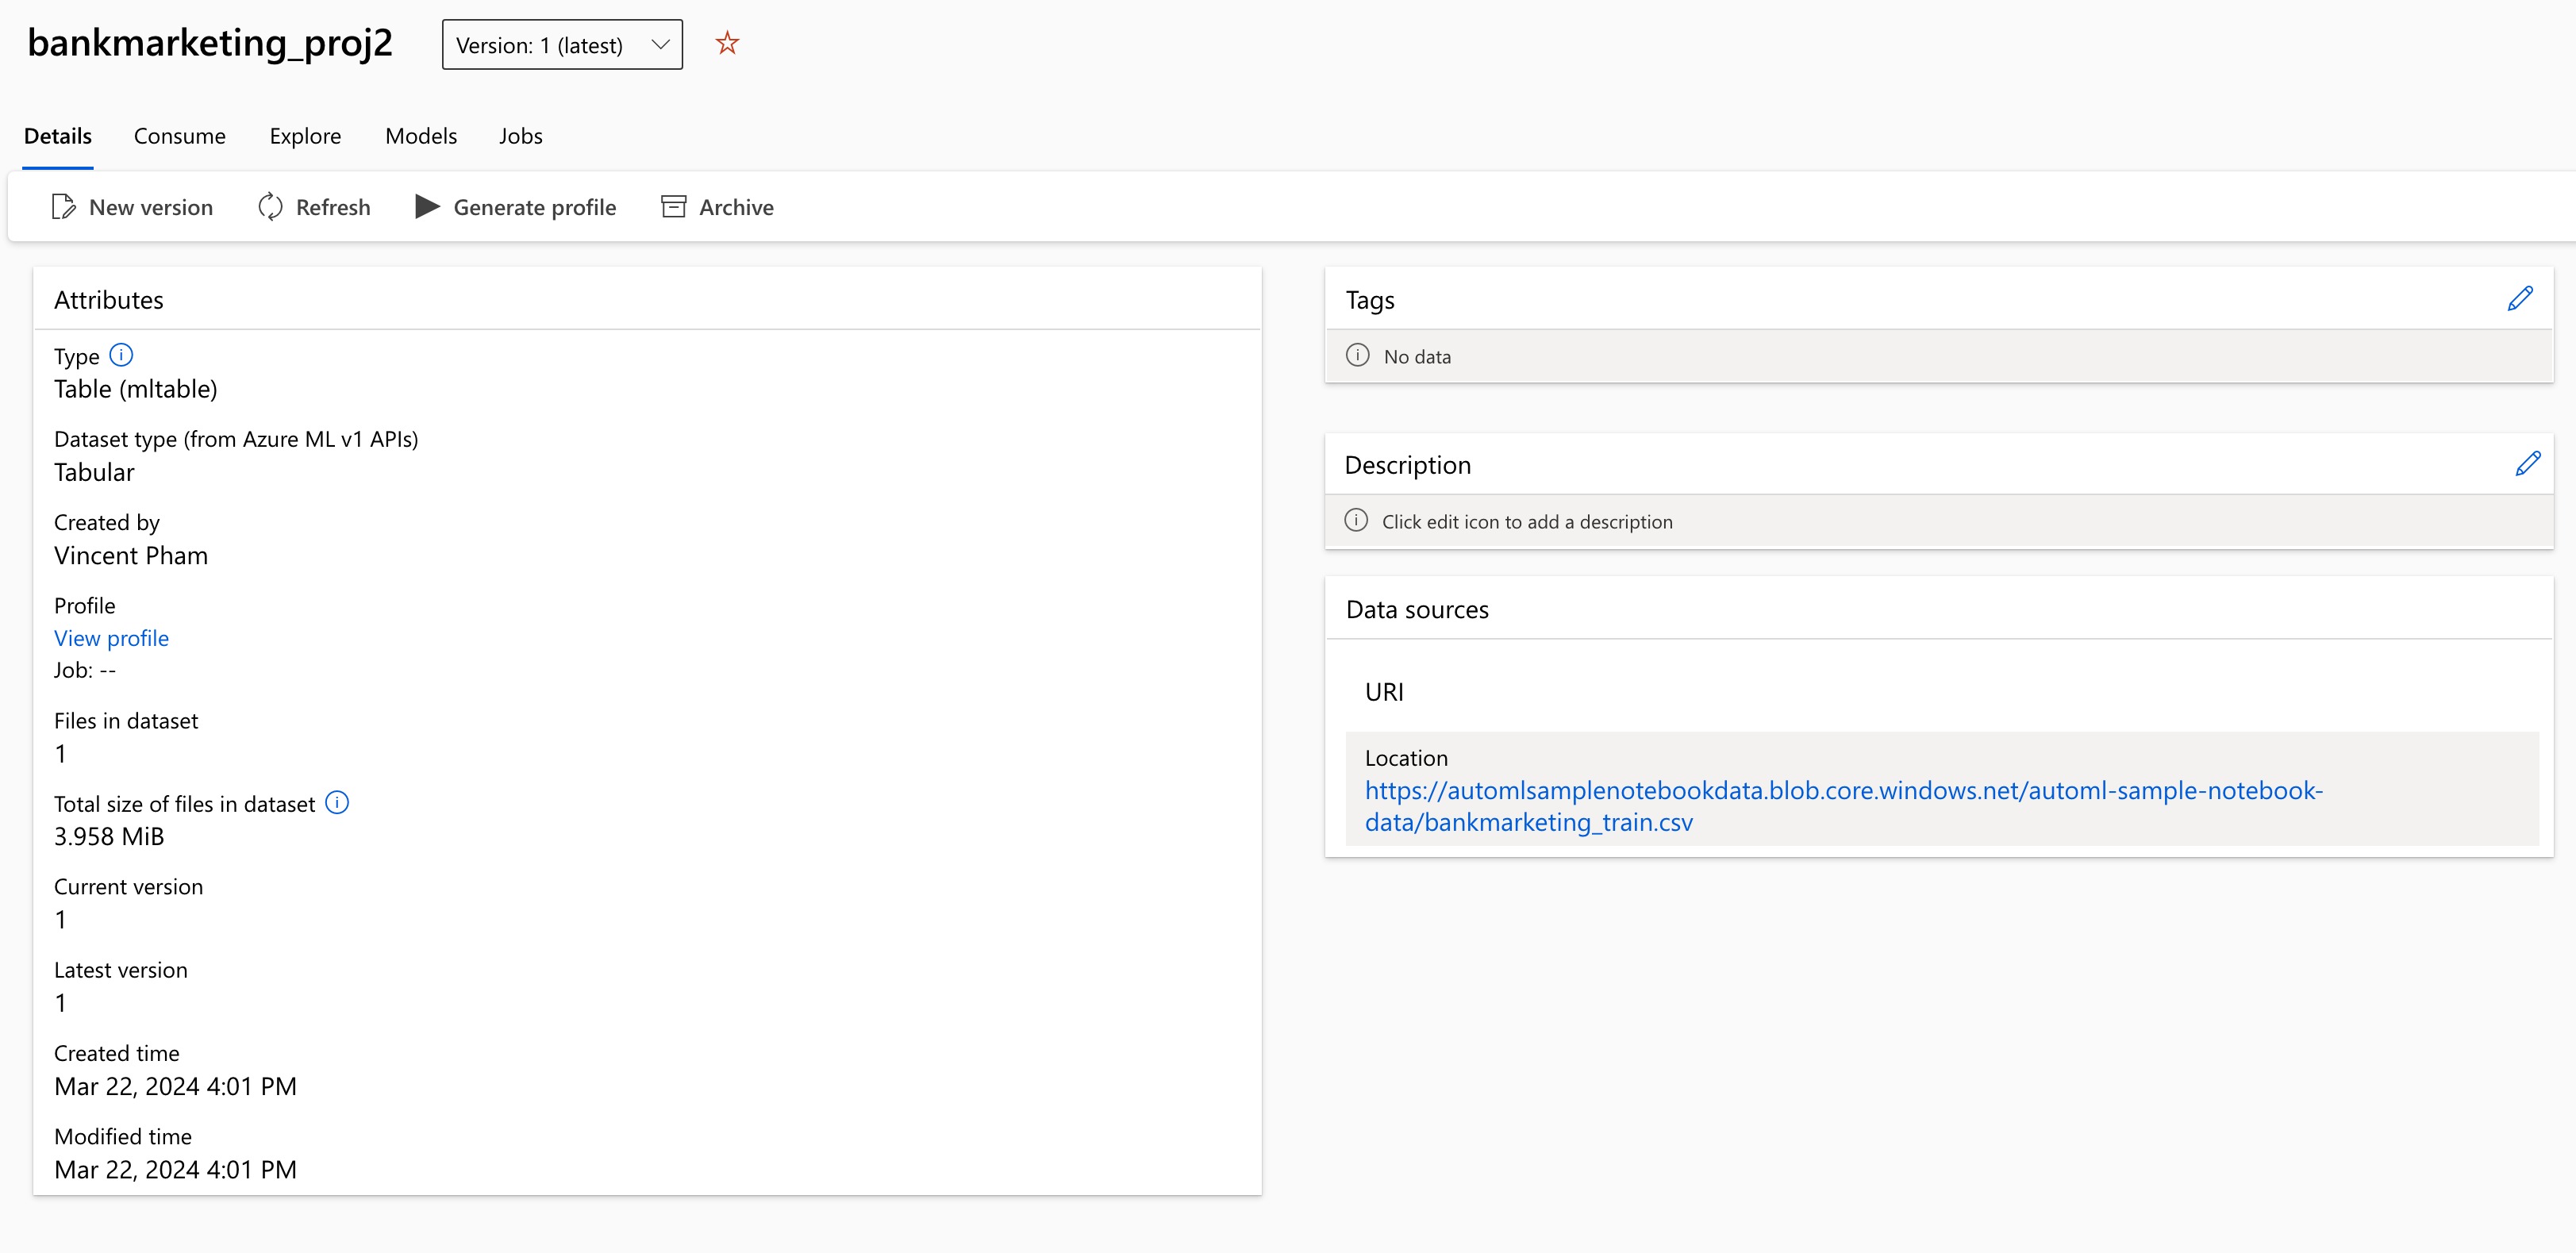 bankmarketing_proj2
Version: 1 (latest)
Details Consume Explore Models Jobs
New version Refresh Generate profile Archive
Attributes
Type
Table (mltable)
Dataset type (from Azure ML v1 APIs)
Tabular
Created by
Vincent Pham
Profile
View profile
Job: --
Files in dataset
1
Total size of files in dataset
3.958 MiB
Current version
1
Latest version
1
Created time
Mar 22, 2024 4:01 PM
Modified time
Mar 22, 2024 4:01 PM
Tags
No data
Description
Click edit icon to add a description
Data sources
URI
Location
https://automlsamplenotebookdata.blob.core.windows.net/automl-sample-notebook-
data/bankmarketing_train.csv